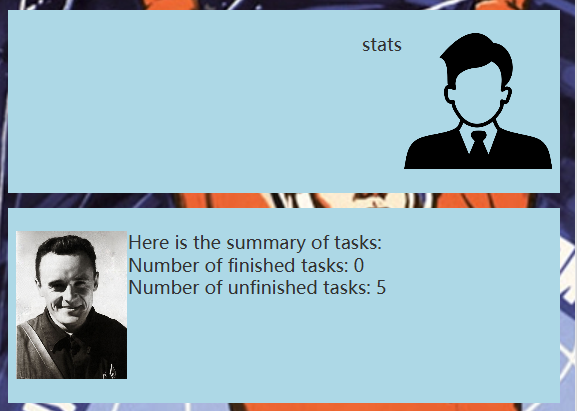 stats
Here is the summary of tasks:
Number of finished tasks: 0
Number of unfinished tasks: 5